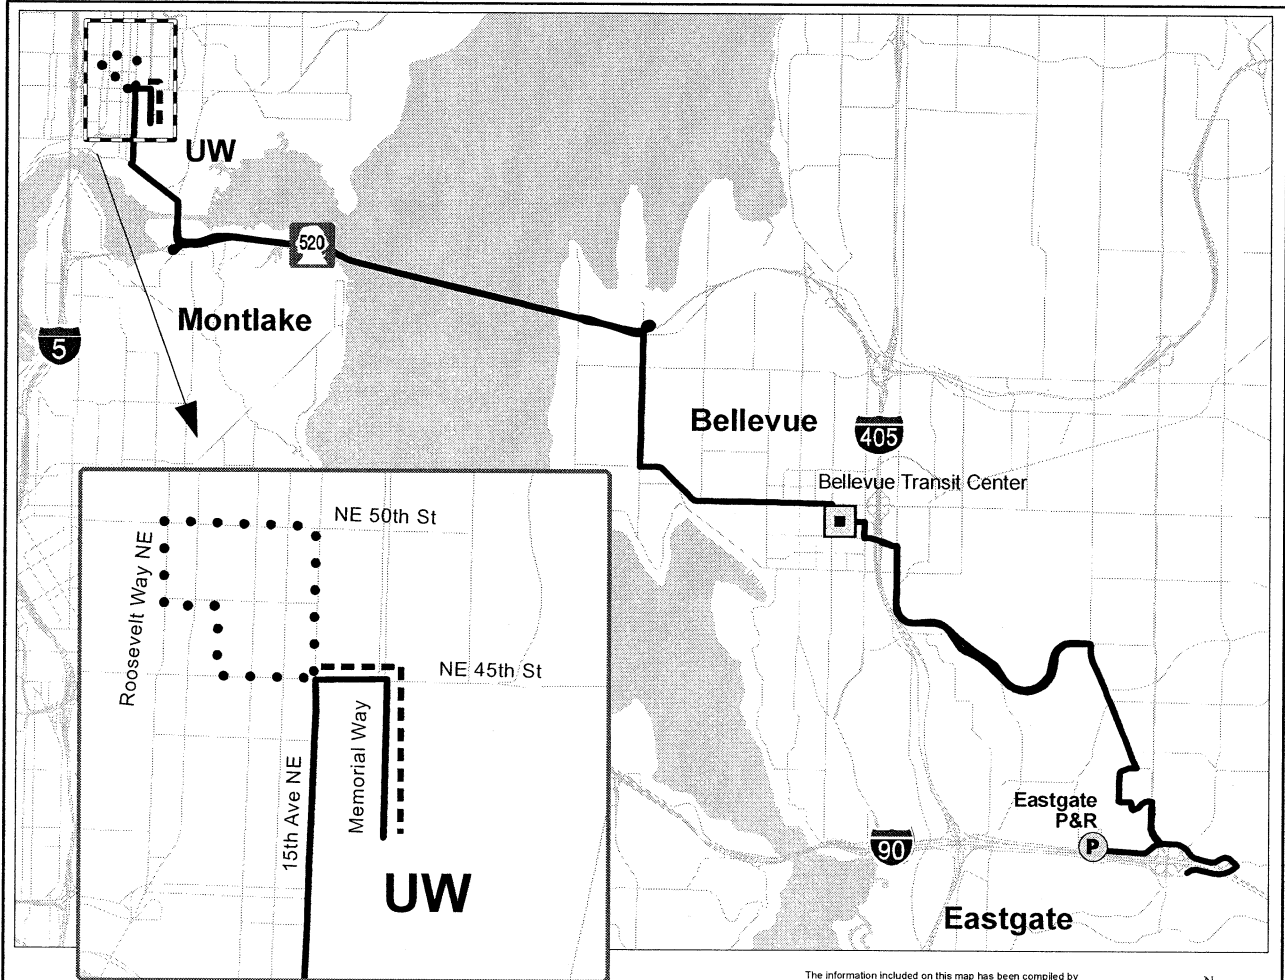 UW
520
Montlake
5
Bellevue
405
Bellevue Transit Center
NE 50th St
Roosevelt Way NE
NE 45th St
Memorial Way
15th Ave NE
UW
Eastgate
P&R
P
90
Eastgate
The information included on this map has been compiled by
N